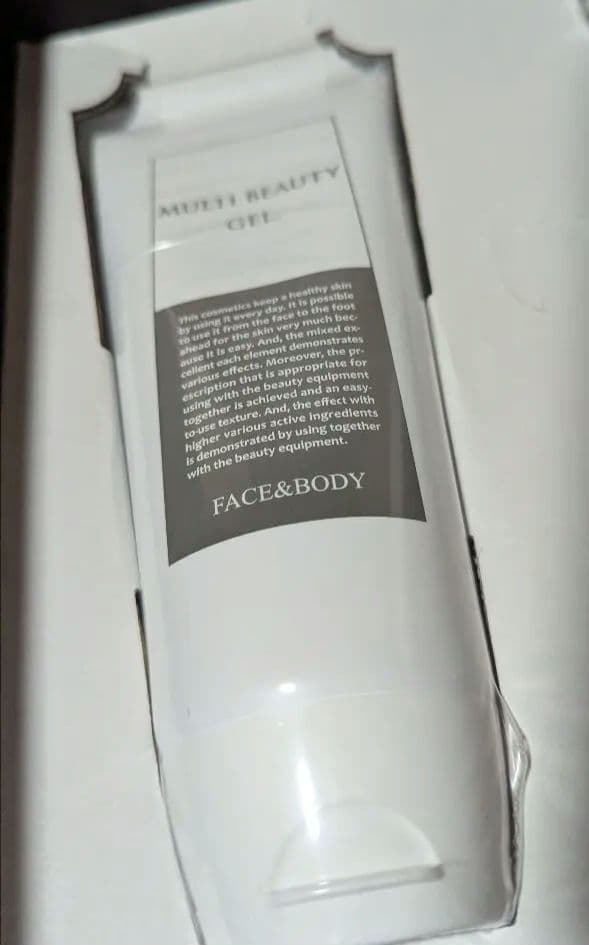 MULTI BEAUTY
GEL
This cosmetics keep a healthy skin
by using it every day. It is possible
to use it from the face to the foot
ahead for the skin very much bec-
ause it is easy. And, the mixed ex-
cellent each element demonstrates
various effects. Moreover, the pr-
escription that is appropriate for
using with the beauty equipment
together is achieved and an easy-
to-use texture. And, the effect with
higher various active ingredients
is demonstrated by using together
with the beauty equipment.
FACE&BODY